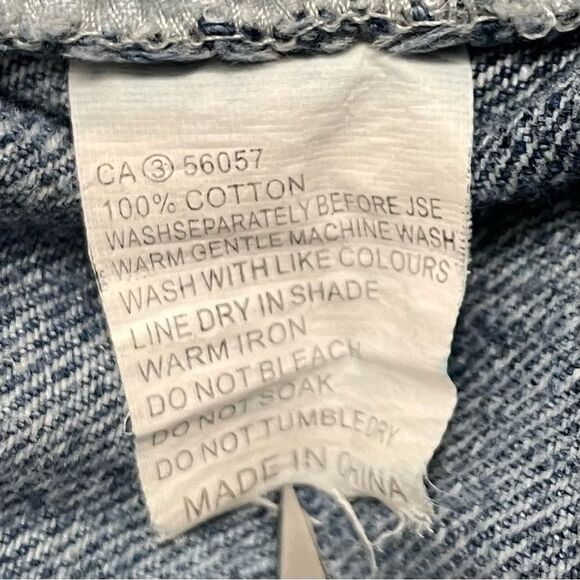 CA ③ 56057
100% COTTON
WASHSEPARATELY BEFORE JSE
WARM GENTLE MACHINE WASH
WASH WITH LIKE COLOURS
LINE DRY IN SHADE
WARM IRON
DO NOT BLEACH
DO NOT SOAK
DO NOT TUMBLEDRY
MADE IN CHINA